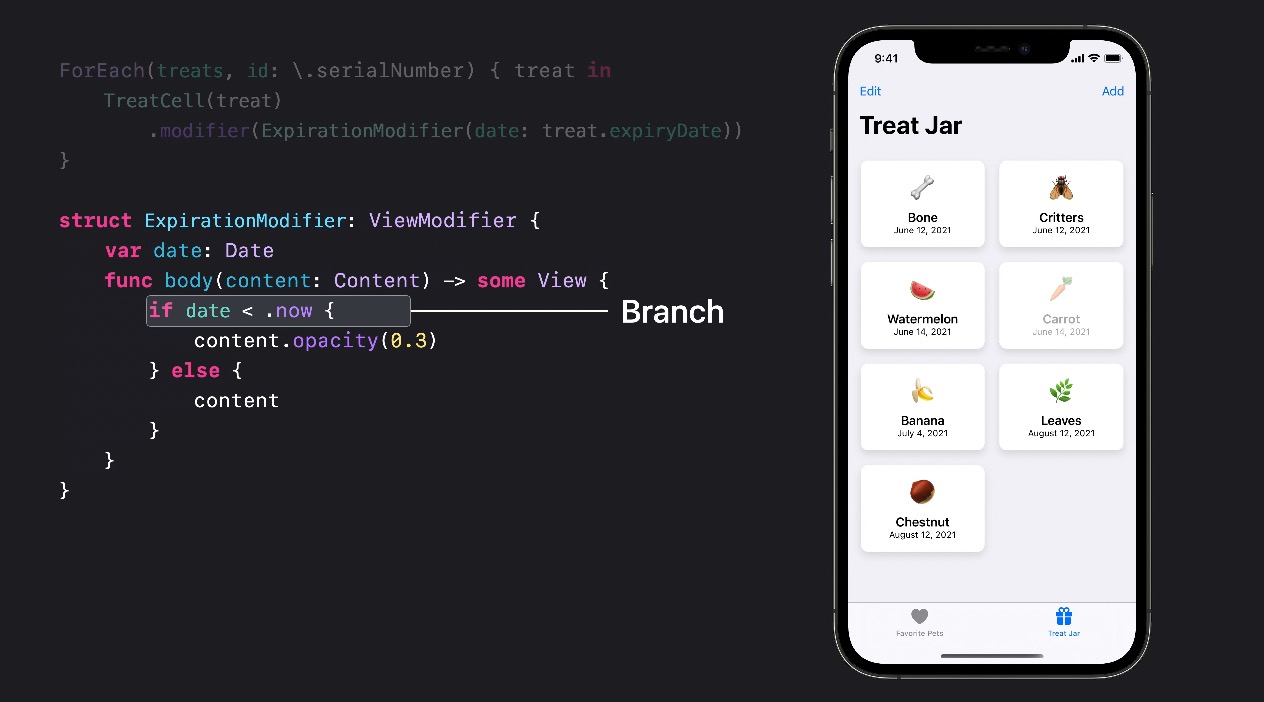 ForEach(treats, id: \.serialNumber) { treat in
TreatCell(treat)
.modifier(ExpirationModifier(date: treat.expiryDate))
}
struct ExpirationModifier: ViewModifier {
var date: Date
func body(content: Content) -> some View {
if date < .now {
Branch
content.opacity(0.3)
} else {
content
}
}
}
9:41
Edit
Add
Treat Jar
Bone
June 12, 2021
Critters
June 12, 2021
Watermelon
June 14, 2021
Carrot
June 14, 2021
Banana
July 4, 2021
Leaves
August 12, 2021
Chestnut
August 12, 2021
Favorite Pets
Treat Jar